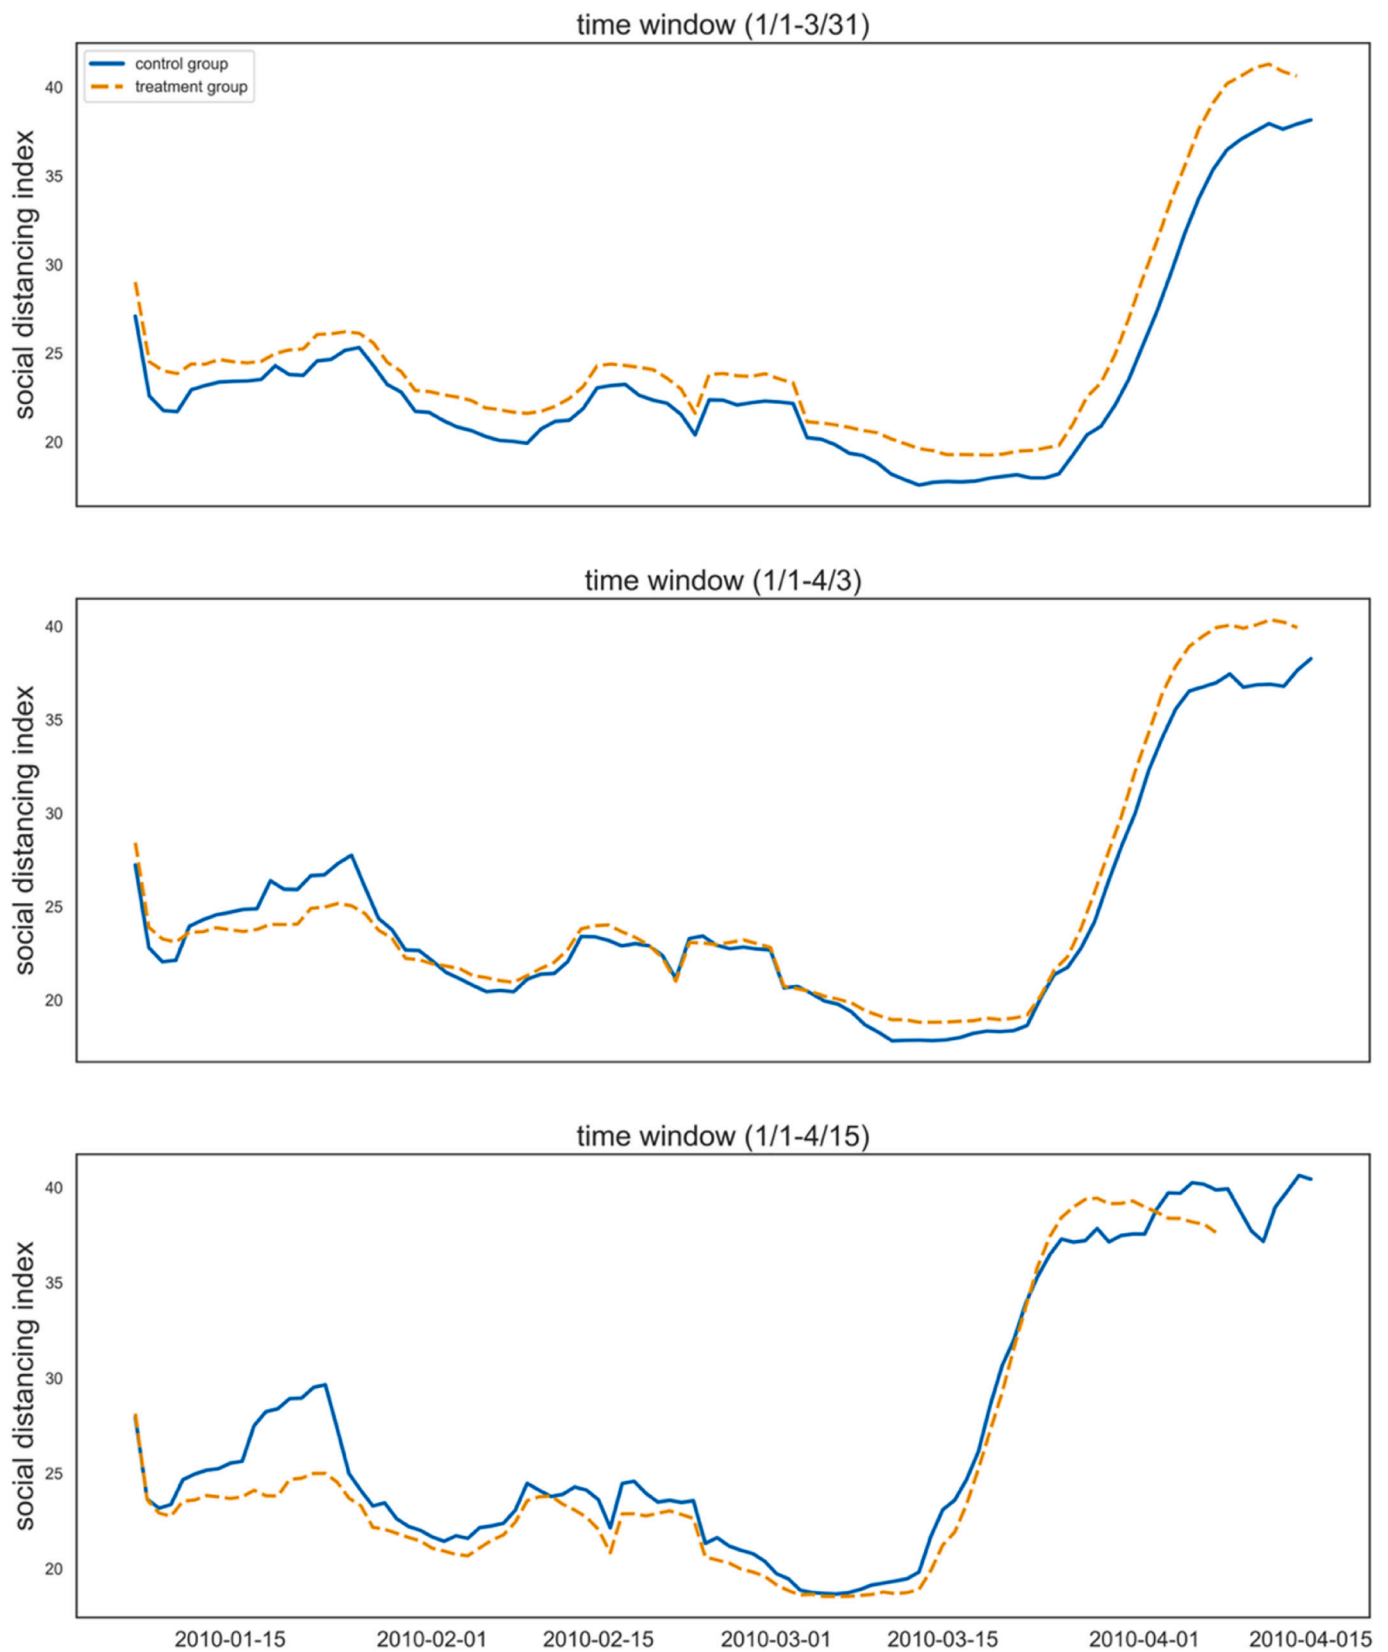 time window (1/1-3/31)
control group
treatment group
social distancing index
40
35
30
25
20
time window (1/1-4/3)
social distancing index
40
35
30
25
20
time window (1/1-4/15)
social distancing index
40
35
30
25
20
2010-01-15 2010-02-01 2010-02-15 2010-03-01 2010-03-15 2010-04-01 2010-04-15